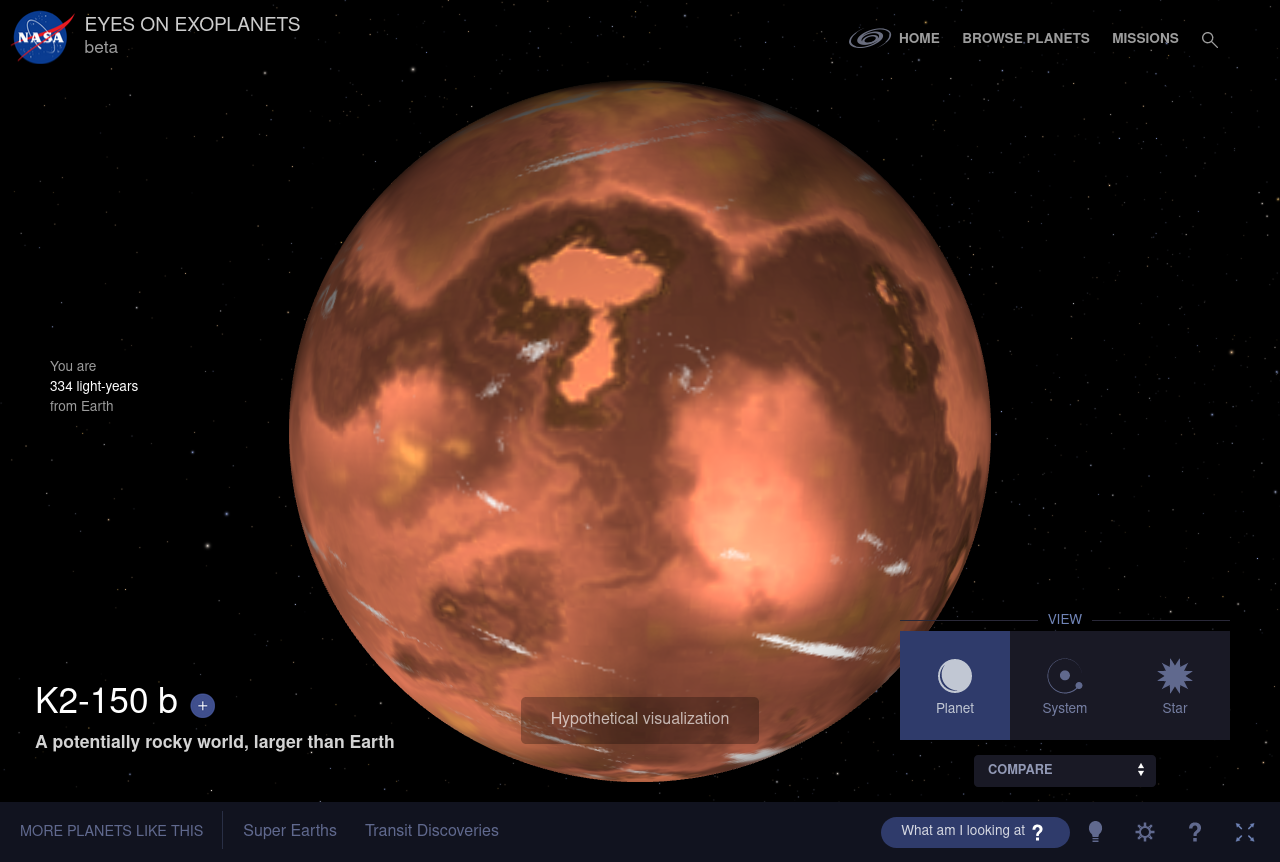 NASA
EYES ON EXOPLANETS
beta
HOME
BROWSE PLANETS
MISSIONS
You are
334 light-years
from Earth
K2-150 b +
A potentially rocky world, larger than Earth
Hypothetical visualization
VIEW
Planet
System
Star
COMPARE
MORE PLANETS LIKE THIS
Super Earths
Transit Discoveries
What am I looking at ?
?